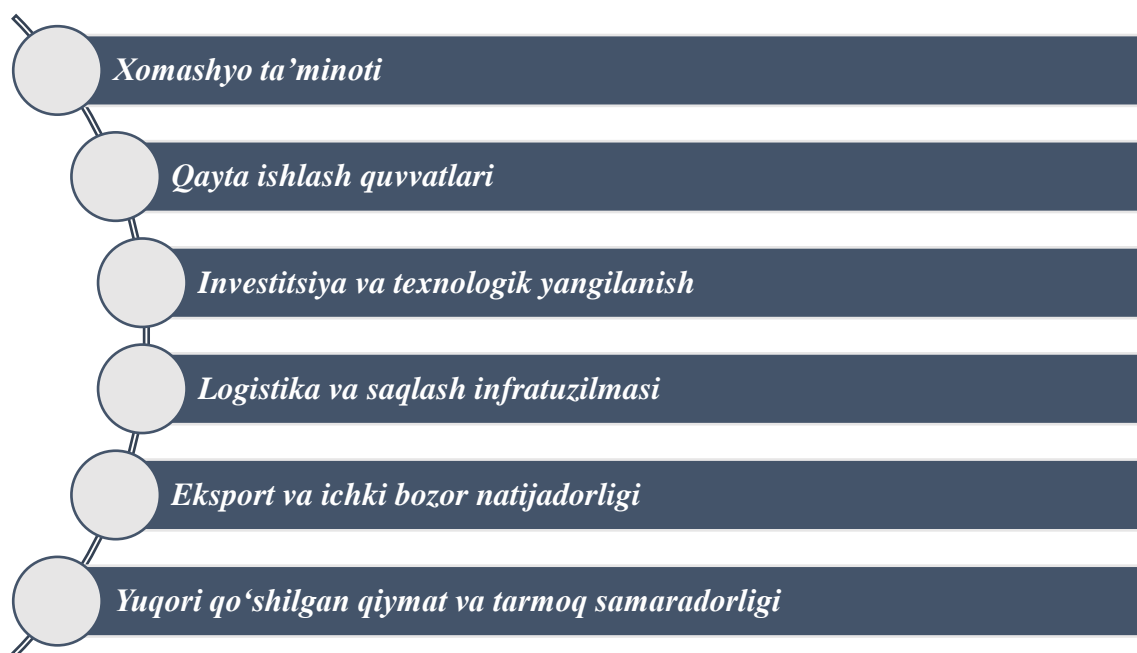 Xomashyo ta’minoti
Qayta ishlash quvvatlari
Investitsiya va texnologik yangilanish
Logistika va saqlash infratuzilmasi
Eksport va ichki bozor natijadorligi
Yuqori qo‘shilgan qiymat va tarmoq samaradorligi